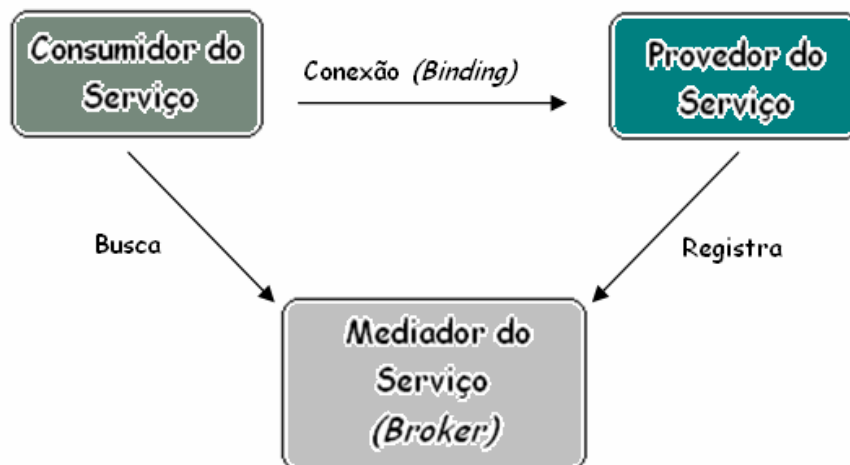 Consumidor do
Serviço
Conexão (Binding)
Provedor do
Serviço
Busca
Registra
Mediador do
Serviço
(Broker)